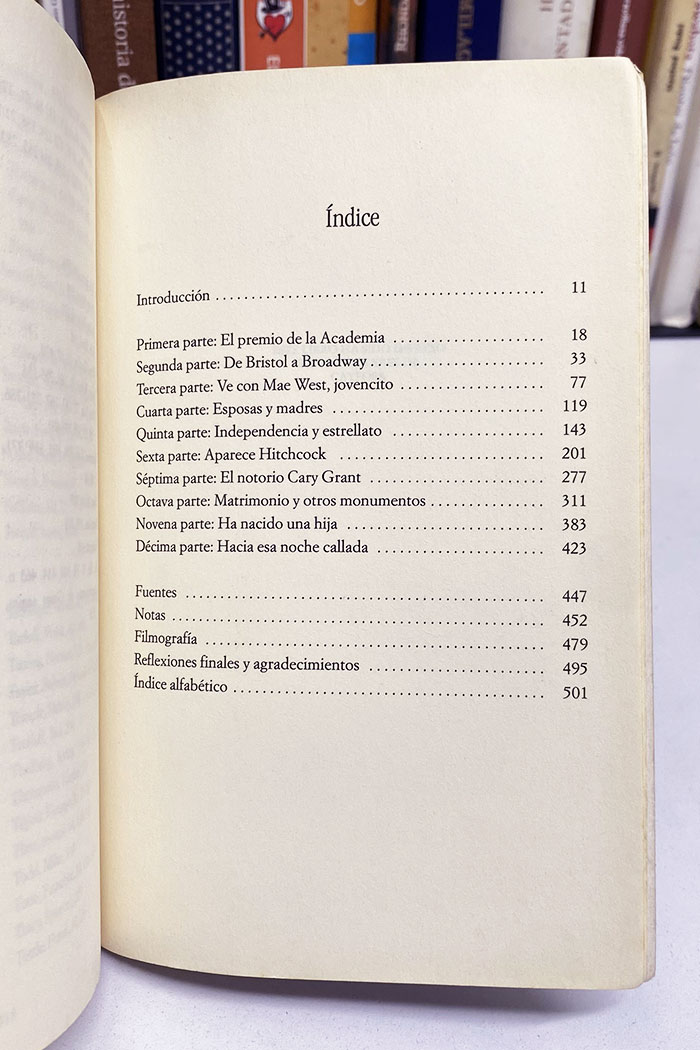 historia d
Índice
Introducción 11
Primera parte: El premio de la Academia 18
Segunda parte: De Bristol a Broadway 33
Tercera parte: Ve con Mae West, jovencito 77
Cuarta parte: Esposas y madres 119
Quinta parte: Independencia y estrellato 143
Sexta parte: Aparece Hitchcock 201
Séptima parte: El notorio Cary Grant 277
Octava parte: Matrimonio y otros monumentos 311
Novena parte: Ha nacido una hija 383
Décima parte: Hacia esa noche callada 423
Fuentes 447
Notas 452
Filmografía 479
Reflexiones finales y agradecimientos 495
Índice alfabético 501